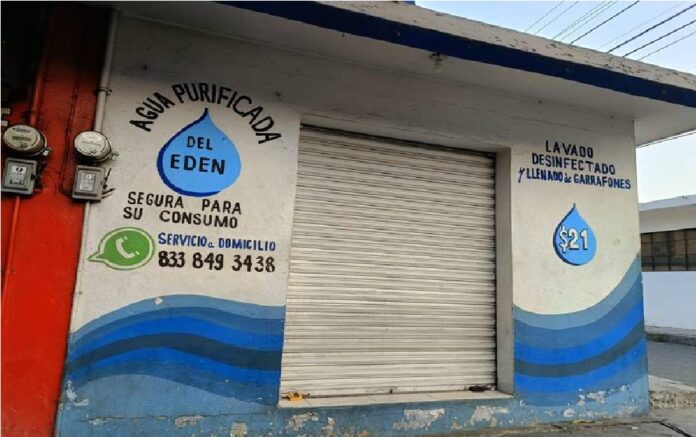 AGUA PURIFICADA
DEL
EDEN
SEGURA PARA
SU CONSUMO
SERVICIO a DOMICILIO
833 849 3438
LAVADO
DESINFECTADO
y LLENADO de GARRAFONES
$21